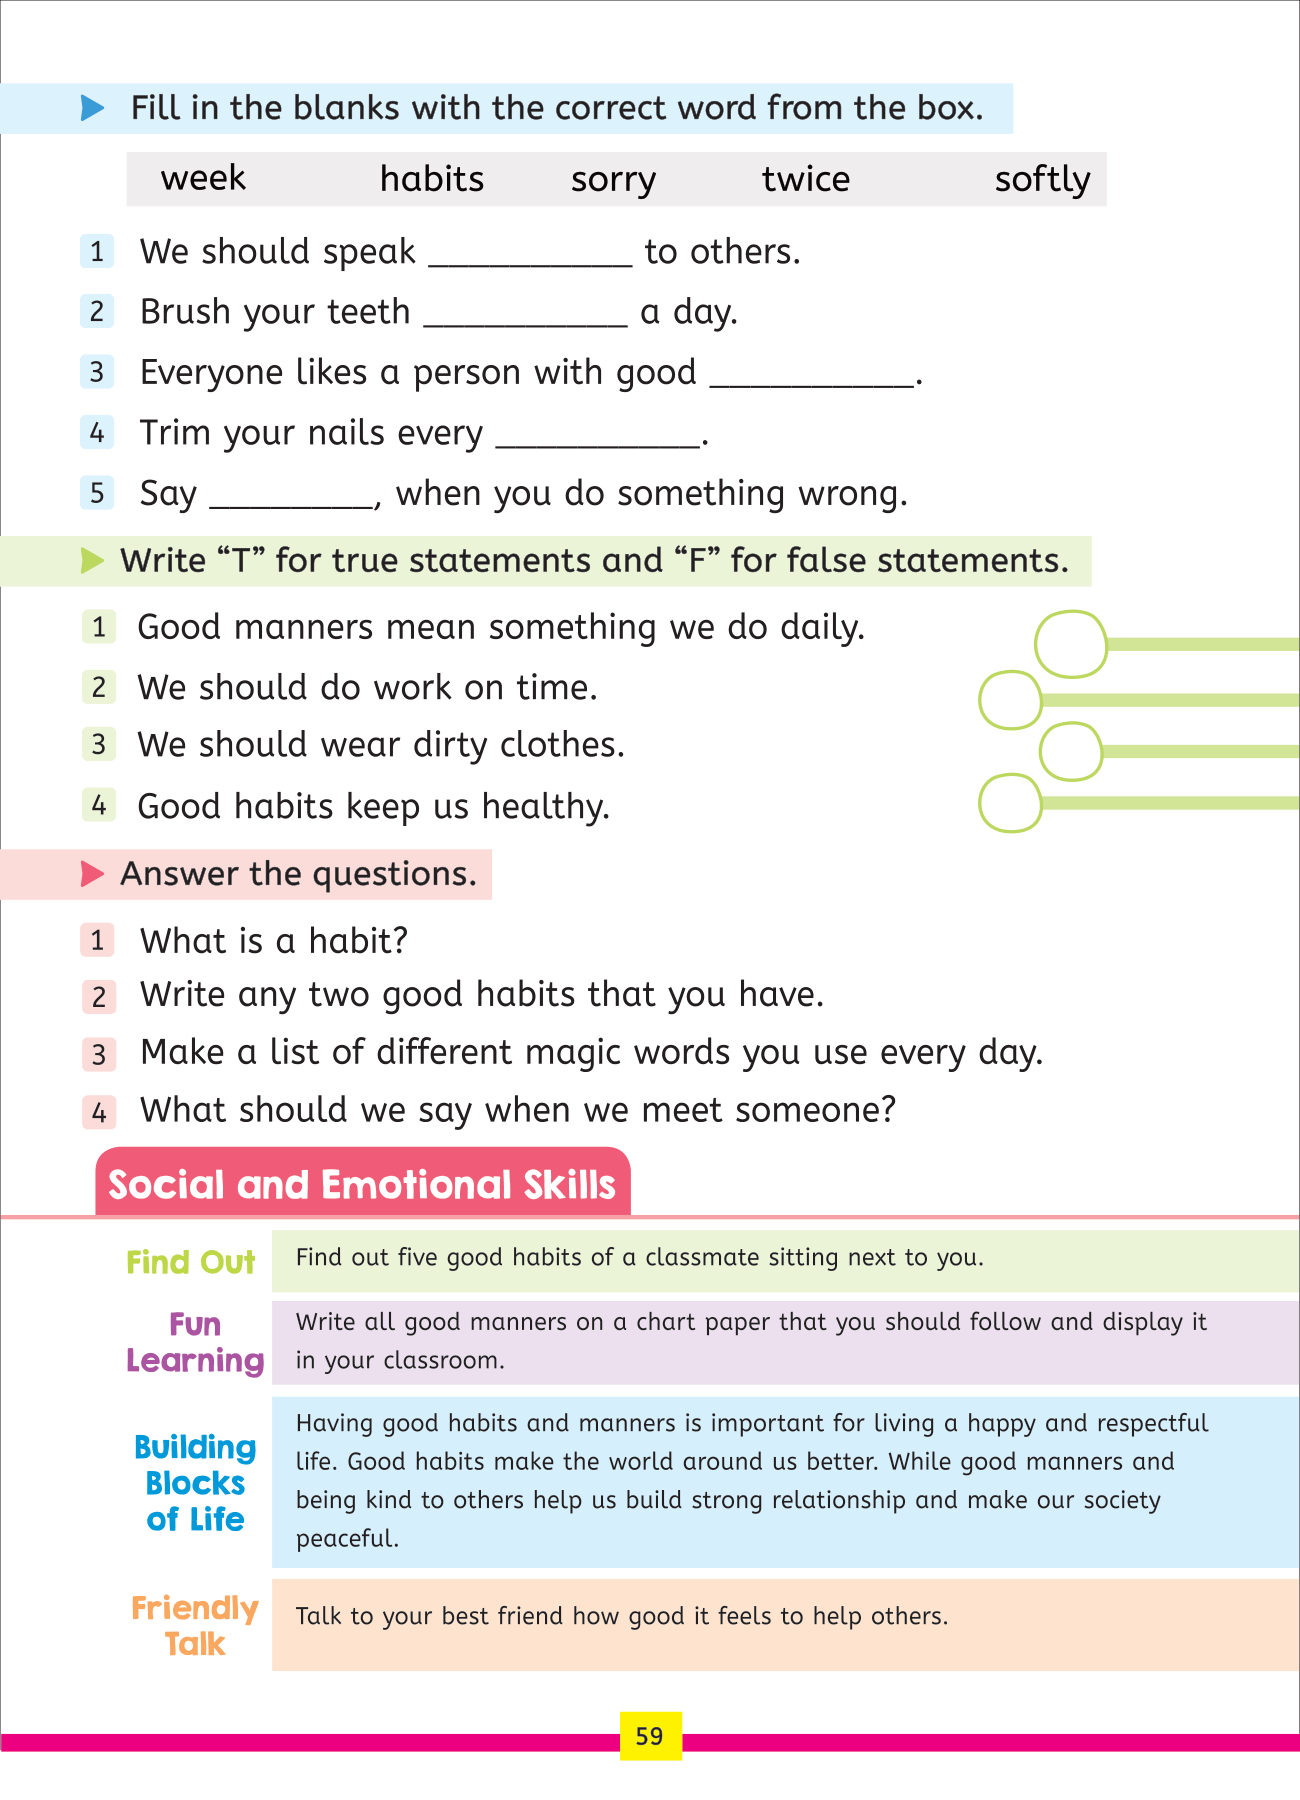 Fill in the blanks with the correct word from the box.
week habits sorry twice softly
1 We should speak __________ to others.
2 Brush your teeth __________ a day.
3 Everyone likes a person with good __________.
4 Trim your nails every __________.
5 Say ________, when you do something wrong.
Write “T” for true statements and “F” for false statements.
1 Good manners mean something we do daily.
2 We should do work on time.
3 We should wear dirty clothes.
4 Good habits keep us healthy.
Answer the questions.
1 What is a habit?
2 Write any two good habits that you have.
3 Make a list of different magic words you use every day.
4 What should we say when we meet someone?
Social and Emotional Skills
Find Out
Find out five good habits of a classmate sitting next to you.
Fun
Learning
Write all good manners on a chart paper that you should follow and display it
in your classroom.
Building
Blocks
of Life
Having good habits and manners is important for living a happy and respectful
life. Good habits make the world around us better. While good manners and
being kind to others help us build strong relationship and make our society
peaceful.
Friendly
Talk
Talk to your best friend how good it feels to help others.
59